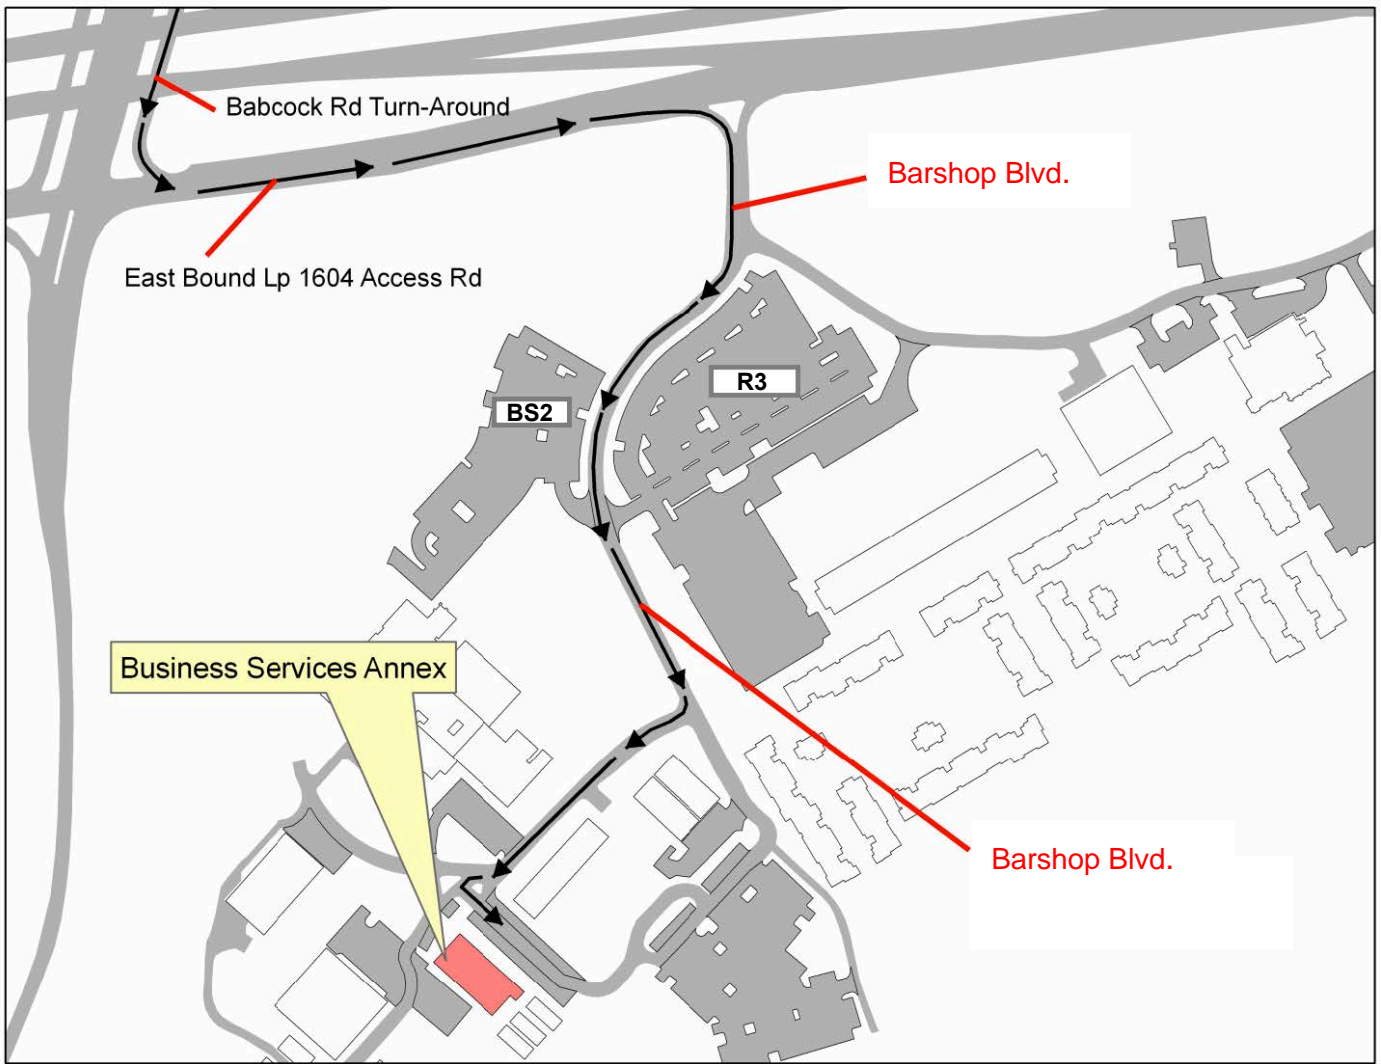 Babcock Rd Turn-Around
Barshop Blvd.
East Bound Lp 1604 Access Rd
R3
BS2
Business Services Annex
Barshop Blvd.